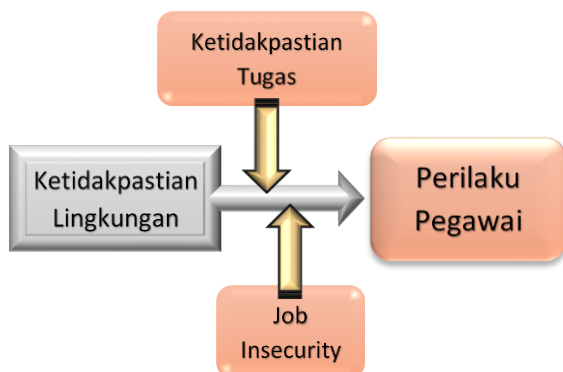 Ketidakpastian
Tugas
Ketidakpastian
Lingkungan
Perilaku
Pegawai
Job
Insecurity